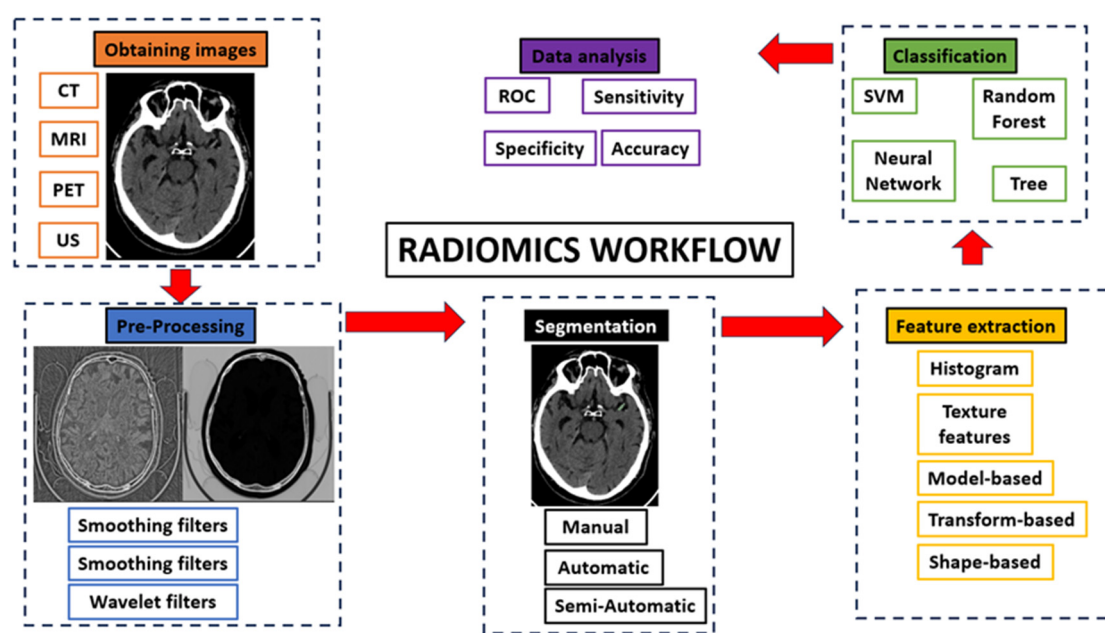 Obtaining images
CT
MRI
PET
US
Data analysis
ROC
Sensitivity
Specificity
Accuracy
Classification
SVM
Random
Forest
Neural
Network
Tree
RADIOMICS WORKFLOW
Pre-Processing
Smoothing filters
Smoothing filters
Wavelet filters
Segmentation
Manual
Automatic
Semi-Automatic
Feature extraction
Histogram
Texture
features
Model-based
Transform-based
Shape-based